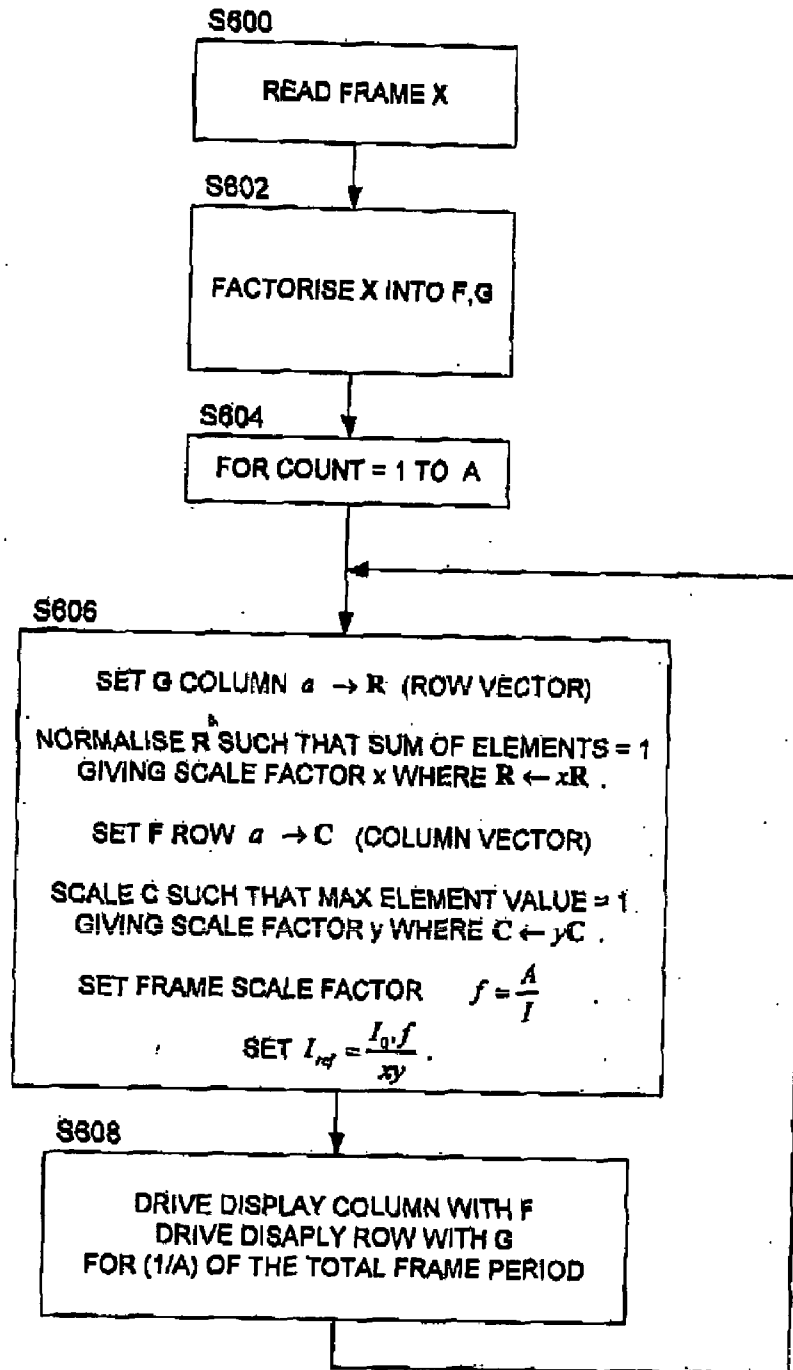 S600
READ FRAME X
S602
FACTORISE X INTO F,G
S604
FOR COUNT = 1 TO A
S606
SET G COLUMN a → R (ROW VECTOR)
NORMALISE R SUCH THAT SUM OF ELEMENTS = 1
GIVING SCALE FACTOR x WHERE R ← xR .
SET F ROW a → C (COLUMN VECTOR)
SCALE C SUCH THAT MAX ELEMENT VALUE = 1
GIVING SCALE FACTOR y WHERE C ← yC .
SET FRAME SCALE FACTOR f = A/I .
SET I_ref = I_0.f/xy .
S608
DRIVE DISPLAY COLUMN WITH F
DRIVE DISAPLY ROW WITH G
FOR (1/A) OF THE TOTAL FRAME PERIOD